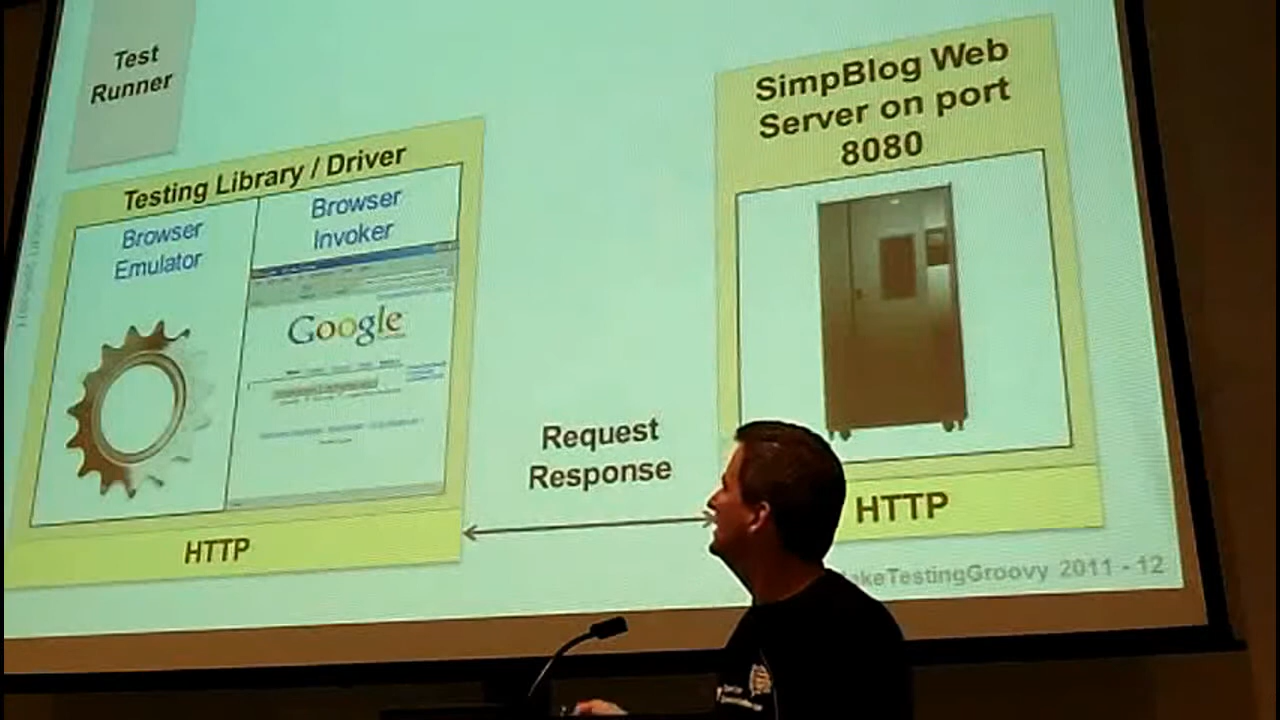 Test
Runner
Testing Library / Driver
Browser
Emulator
Browser
Invoker
Google
HTTP
Request
Response
SimpBlog Web
Server on port
8080
HTTP
keTestingGroovy 2011 - 12